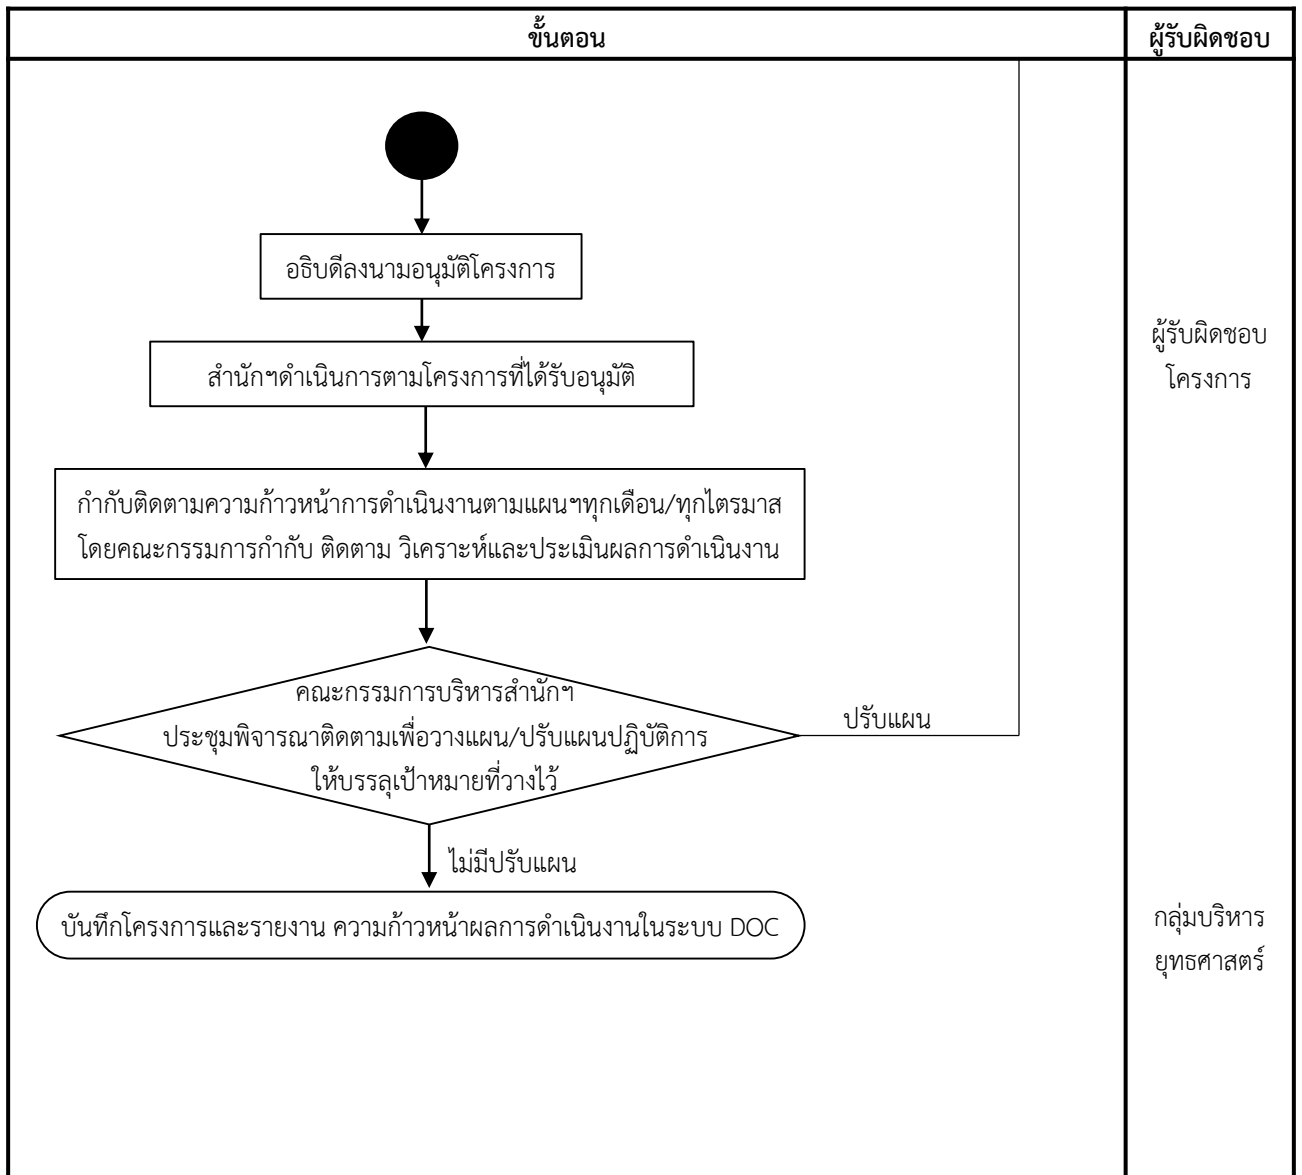 ขั้นตอน
ผู้รับผิดชอบ
อธิบดีลงนามอนุมัติโครงการ
สำนักฯดำเนินการตามโครงการที่ได้รับอนุมัติ
ผู้รับผิดชอบ
โครงการ
กำกับติดตามความก้าวหน้าการดำเนินงานตามแผนฯทุกเดือน/ทุกไตรมาส
โดยคณะกรรมการกำกับ ติดตาม วิเคราะห์และประเมินผลการดำเนินงาน
คณะกรรมการบริหารสำนักฯ
ประชุมพิจารณาติดตามเพื่อวางแผน/ปรับแผนปฏิบัติการ
ให้บรรลุเป้าหมายที่วางไว้
ปรับแผน
ไม่มีปรับแผน
บันทึกโครงการและรายงาน ความก้าวหน้าผลการดำเนินงานในระบบ DOC
กลุ่มบริหาร
ยุทธศาสตร์